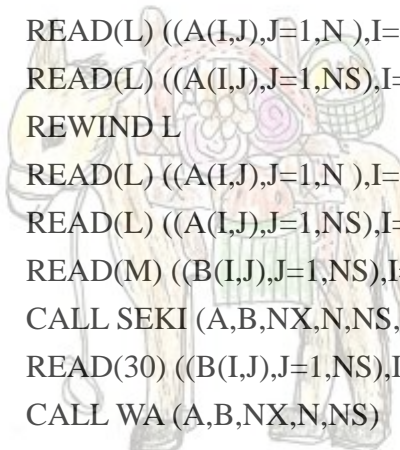 READ(L) ((A(I,J),J=1,N ),I=
READ(L) ((A(I,J),J=1,NS),I=
REWIND L
READ(L) ((A(I,J),J=1,N ),I=
READ(L) ((A(I,J),J=1,NS),I=
READ(M) ((B(I,J),J=1,NS),I=
CALL SEKI (A,B,NX,N,NS,
READ(30) ((B(I,J),J=1,NS),I
CALL WA (A,B,NX,N,NS)